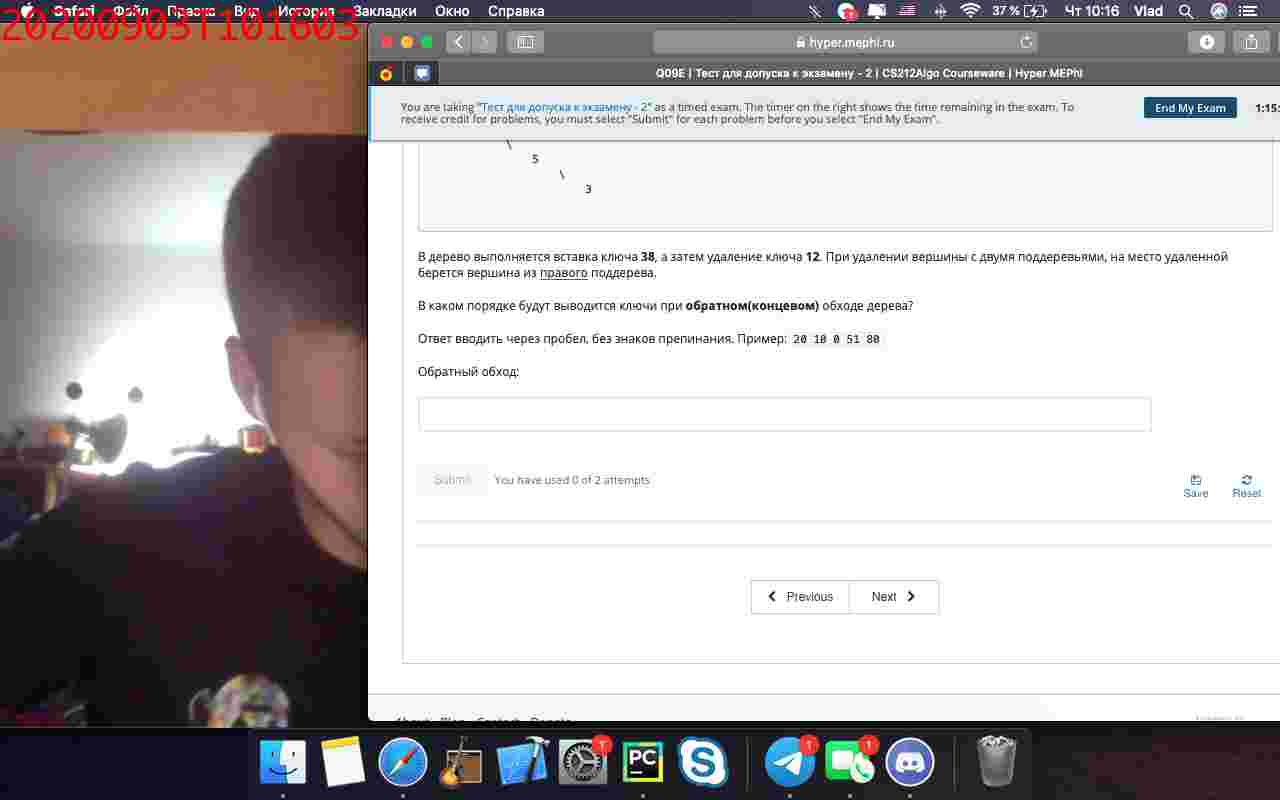 Safari Файл Правка Вид История Закладки Окно Справка 37 % Чт 10:16 Vlad
20200903T101603
hyper.mephi.ru
Q09E | Тест для допуска к экзамену - 2 | CS212Algo Courseware | Hyper.MEPhI
You are taking "Тест для допуска к экзамену - 2" as a timed exam. The timer on the right shows the time remaining in the exam. To
receive credit for problems, you must select "Submit" for each problem before you select "End My Exam".
End My Exam
1:15:
\
5
\
3
В дерево выполняется вставка ключа 38, а затем удаление ключа 12. При удалении вершины с двумя поддеревьями, на место удаленной
берется вершина из правого поддерева.
В каком порядке будут выводится ключи при обратном(концевом) обходе дерева?
Ответ вводить через пробел, без знаков препинания. Пример: 20 10 0 51 80
Обратный обход:
Submit
You have used 0 of 2 attempts
Save
Reset
Previous
Next
About Blog Contact Donate
1
PC
1
1